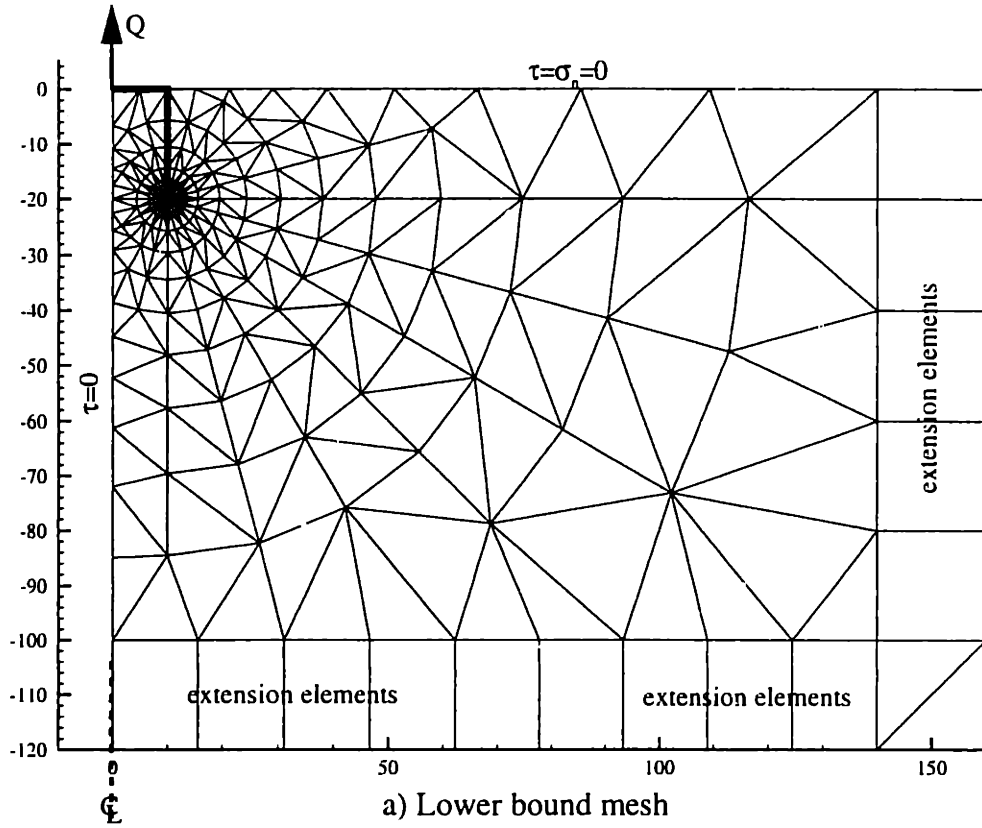 Q
τ=σn=0
0
-10
-20
-30
-40
-50
-60
-70
-80
-90
-100
-110
-120
τ=0
extension elements
extension elements
extension elements
0
50
100
150
℄
a) Lower bound mesh